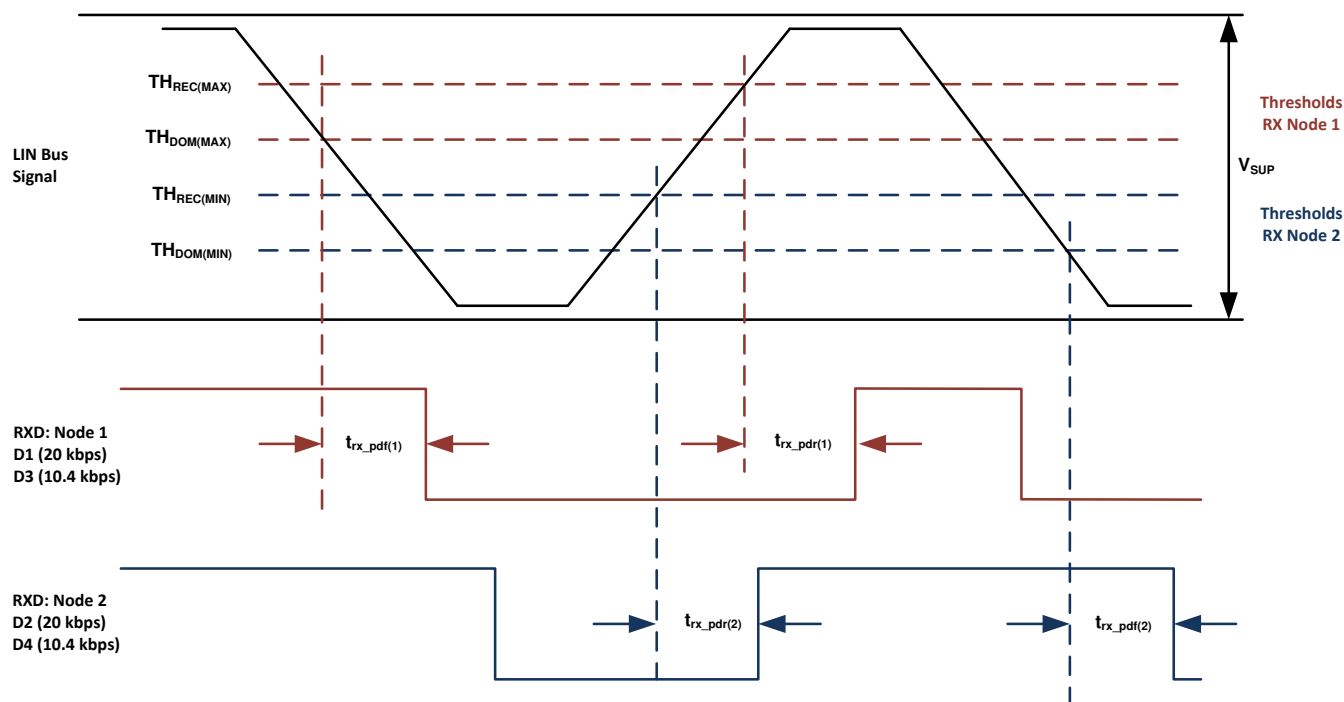 TH_REC(MAX)
Thresholds
RX Node 1
TH_DOM(MAX)
LIN Bus
Signal
V_SUP
TH_REC(MIN)
Thresholds
RX Node 2
TH_DOM(MIN)
RXD: Node 1
D1 (20 kbps)
D3 (10.4 kbps)
t_rx_pdf(1)
t_rx_pdr(1)
RXD: Node 2
D2 (20 kbps)
D4 (10.4 kbps)
t_rx_pdr(2)
t_rx_pdf(2)